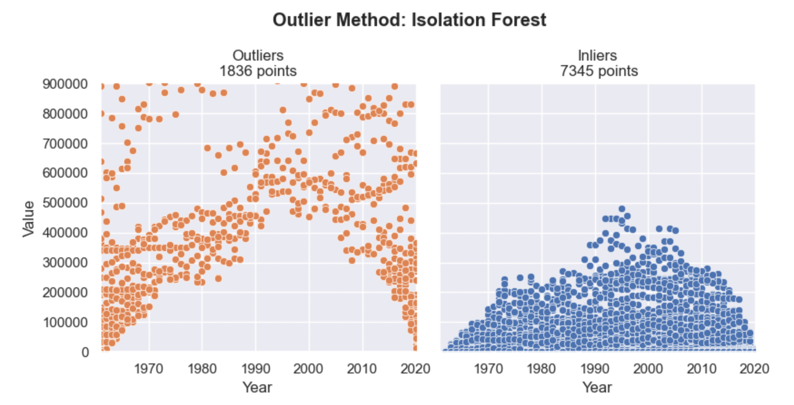 Outlier Method: Isolation Forest
Outliers
1836 points
Inliers
7345 points
900000
800000
700000
600000
500000
400000
300000
200000
100000
0
Value
1970
1980
1990
2000
2010
2020
Year
1970
1980
1990
2000
2010
2020
Year